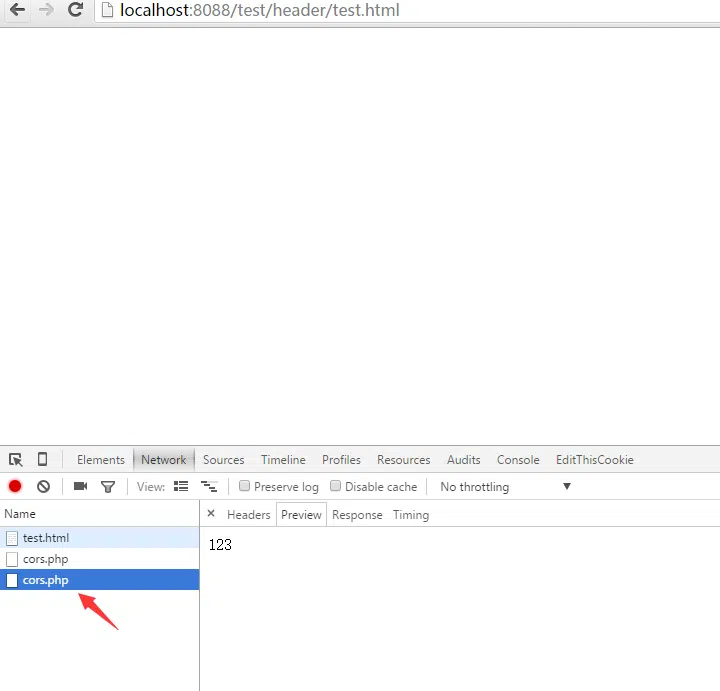 localhost:8088/test/header/test.html
Elements Network Sources Timeline Profiles Resources Audits Console EditThisCookie
View: Preserve log Disable cache No throttling ▼
Name × Headers Preview Response Timing
test.html
123
cors.php
cors.php